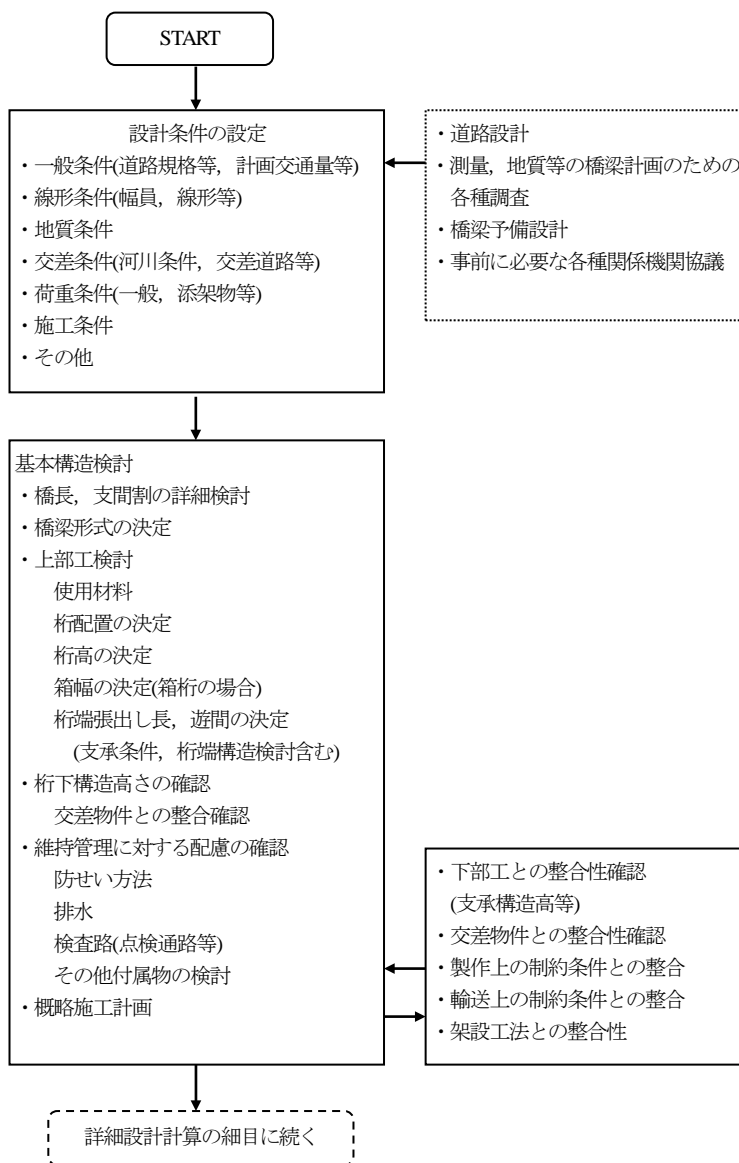 START
設計条件の設定
・一般条件(道路規格等，計画交通量等)
・線形条件(幅員，線形等)
・地質条件
・交差条件(河川条件，交差道路等)
・荷重条件(一般，添架物等)
・施工条件
・その他
・道路設計
・測量，地質等の橋梁計画のための
各種調査
・橋梁予備設計
・事前に必要な各種関係機関協議
基本構造検討
・橋長，支間割の詳細検討
・橋梁形式の決定
・上部工検討
使用材料
桁配置の決定
桁高の決定
箱幅の決定(箱桁の場合)
桁端張出し長，遊間の決定
(支承条件，桁端構造検討含む)
・桁下構造高さの確認
交差物件との整合確認
・維持管理に対する配慮の確認
防せい方法
排水
検査路(点検通路等)
その他付属物の検討
・概略施工計画
・下部工との整合性確認
(支承構造高等)
・交差物件との整合性確認
・製作上の制約条件との整合
・輸送上の制約条件との整合
・架設工法との整合性
詳細設計計算の細目に続く